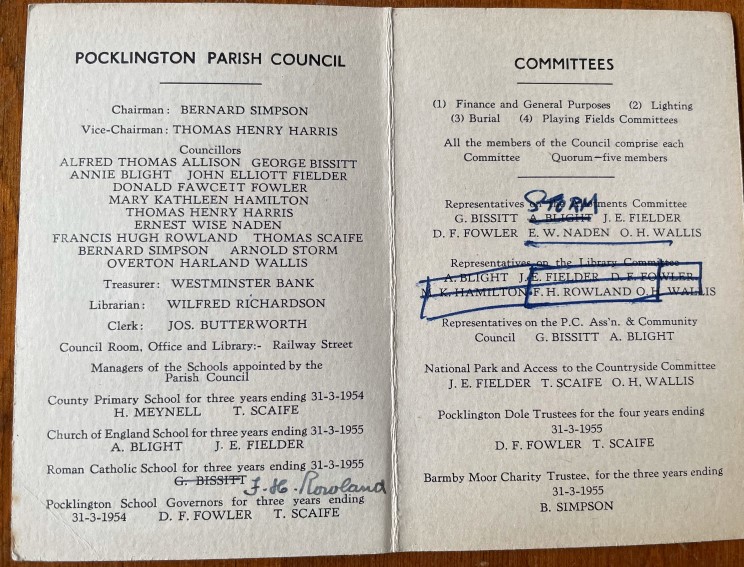 POCKLINGTON PARISH COUNCIL
Chairman: BERNARD SIMPSON
Vice-Chairman: THOMAS HENRY HARRIS
Councillors
ALFRED THOMAS ALLISON GEORGE BISSITT
ANNIE BLIGHT JOHN ELLIOTT FIELDER
DONALD FAWCETT FOWLER
MARY KATHLEEN HAMILTON
THOMAS HENRY HARRIS
ERNEST WISE NADEN
FRANCIS HUGH ROWLAND THOMAS SCAIFE
BERNARD SIMPSON ARNOLD STORM
OVERTON HARLAND WALLIS
Treasurer: WESTMINSTER BANK
Librarian: WILFRED RICHARDSON
Clerk: JOS. BUTTERWORTH
Council Room, Office and Library:- Railway Street
Managers of the Schools appointed by the
Parish Council
County Primary School for three years ending 31-3-1954
H. MEYNELL T. SCAIFE
Church of England School for three years ending 31-3-1955
A. BLIGHT J. E. FIELDER
Roman Catholic School for three years ending 31-3-1955
G. BISSITT F. H. Rowland
Pocklington School Governors for three years ending
31-3-1954 D. F. FOWLER T. SCAIFE
COMMITTEES
(1) Finance and General Purposes (2) Lighting
(3) Burial (4) Playing Fields Committees
All the members of the Council comprise each
Committee Quorum—five members
STORM
Representatives on the Allotments Committee
G. BISSITT A. BLIGHT J. E. FIELDER
D. F. FOWLER E. W. NADEN O. H. WALLIS
Representatives on the Library Committee
A. BLIGHT J. E. FIELDER D. F. FOWLER
M. K. HAMILTON F. H. ROWLAND O. H. WALLIS
Representatives on the P.C. Ass'n. & Community
Council G. BISSITT A. BLIGHT
National Park and Access to the Countryside Committee
J. E. FIELDER T. SCAIFE O. H, WALLIS
Pocklington Dole Trustees for the four years ending
31-3-1955
D. F. FOWLER T. SCAIFE
Barmby Moor Charity Trustee, for the three years ending
31-3-1955
B. SIMPSON